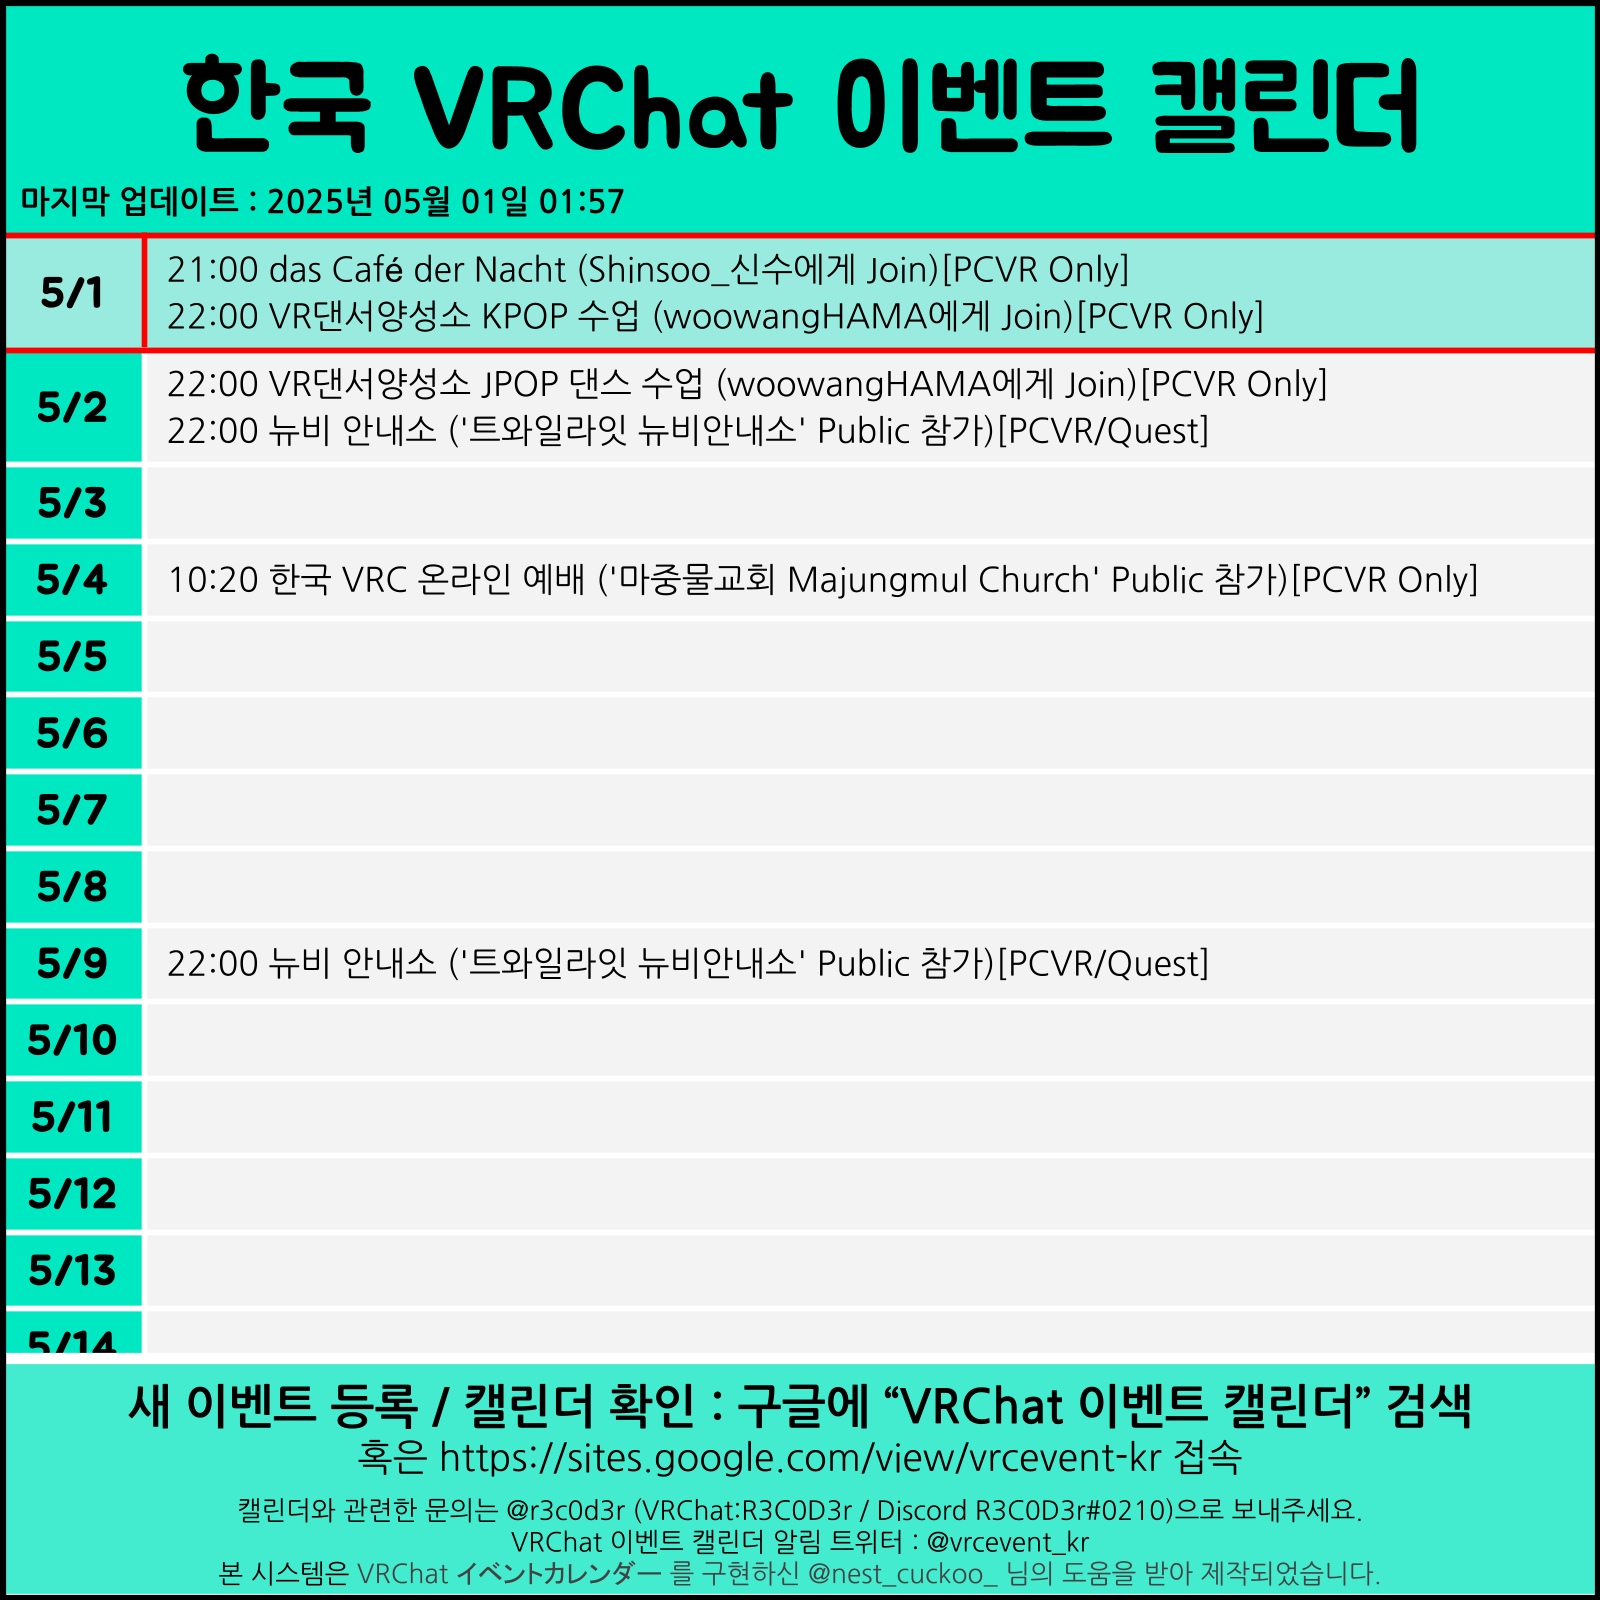 한국 VRChat 이벤트 캘린더
마지막 업데이트 : 2025년 05월 01일 01:57
5/1
21:00 das Café der Nacht (Shinsoo_신수에게 Join)[PCVR Only]
22:00 VR댄서양성소 KPOP 수업 (woowangHAMA에게 Join)[PCVR Only]
5/2
22:00 VR댄서양성소 JPOP 댄스 수업 (woowangHAMA에게 Join)[PCVR Only]
22:00 뉴비 안내소 ('트와일라잇 뉴비안내소' Public 참가)[PCVR/Quest]
5/3
5/4
10:20 한국 VRC 온라인 예배 ('마중물교회 Majungmul Church' Public 참가)[PCVR Only]
5/5
5/6
5/7
5/8
5/9
22:00 뉴비 안내소 ('트와일라잇 뉴비안내소' Public 참가)[PCVR/Quest]
5/10
5/11
5/12
5/13
5/14
새 이벤트 등록 / 캘린더 확인 : 구글에 “VRChat 이벤트 캘린더” 검색
혹은 https://sites.google.com/view/vrcevent-kr 접속
캘린더와 관련한 문의는 @r3c0d3r (VRChat:R3C0D3r / Discord R3C0D3r#0210)으로 보내주세요.
VRChat 이벤트 캘린더 알림 트위터 : @vrcevent_kr
본 시스템은 VRChat イベントカレンダー 를 구현하신 @nest_cuckoo_ 님의 도움을 받아 제작되었습니다.